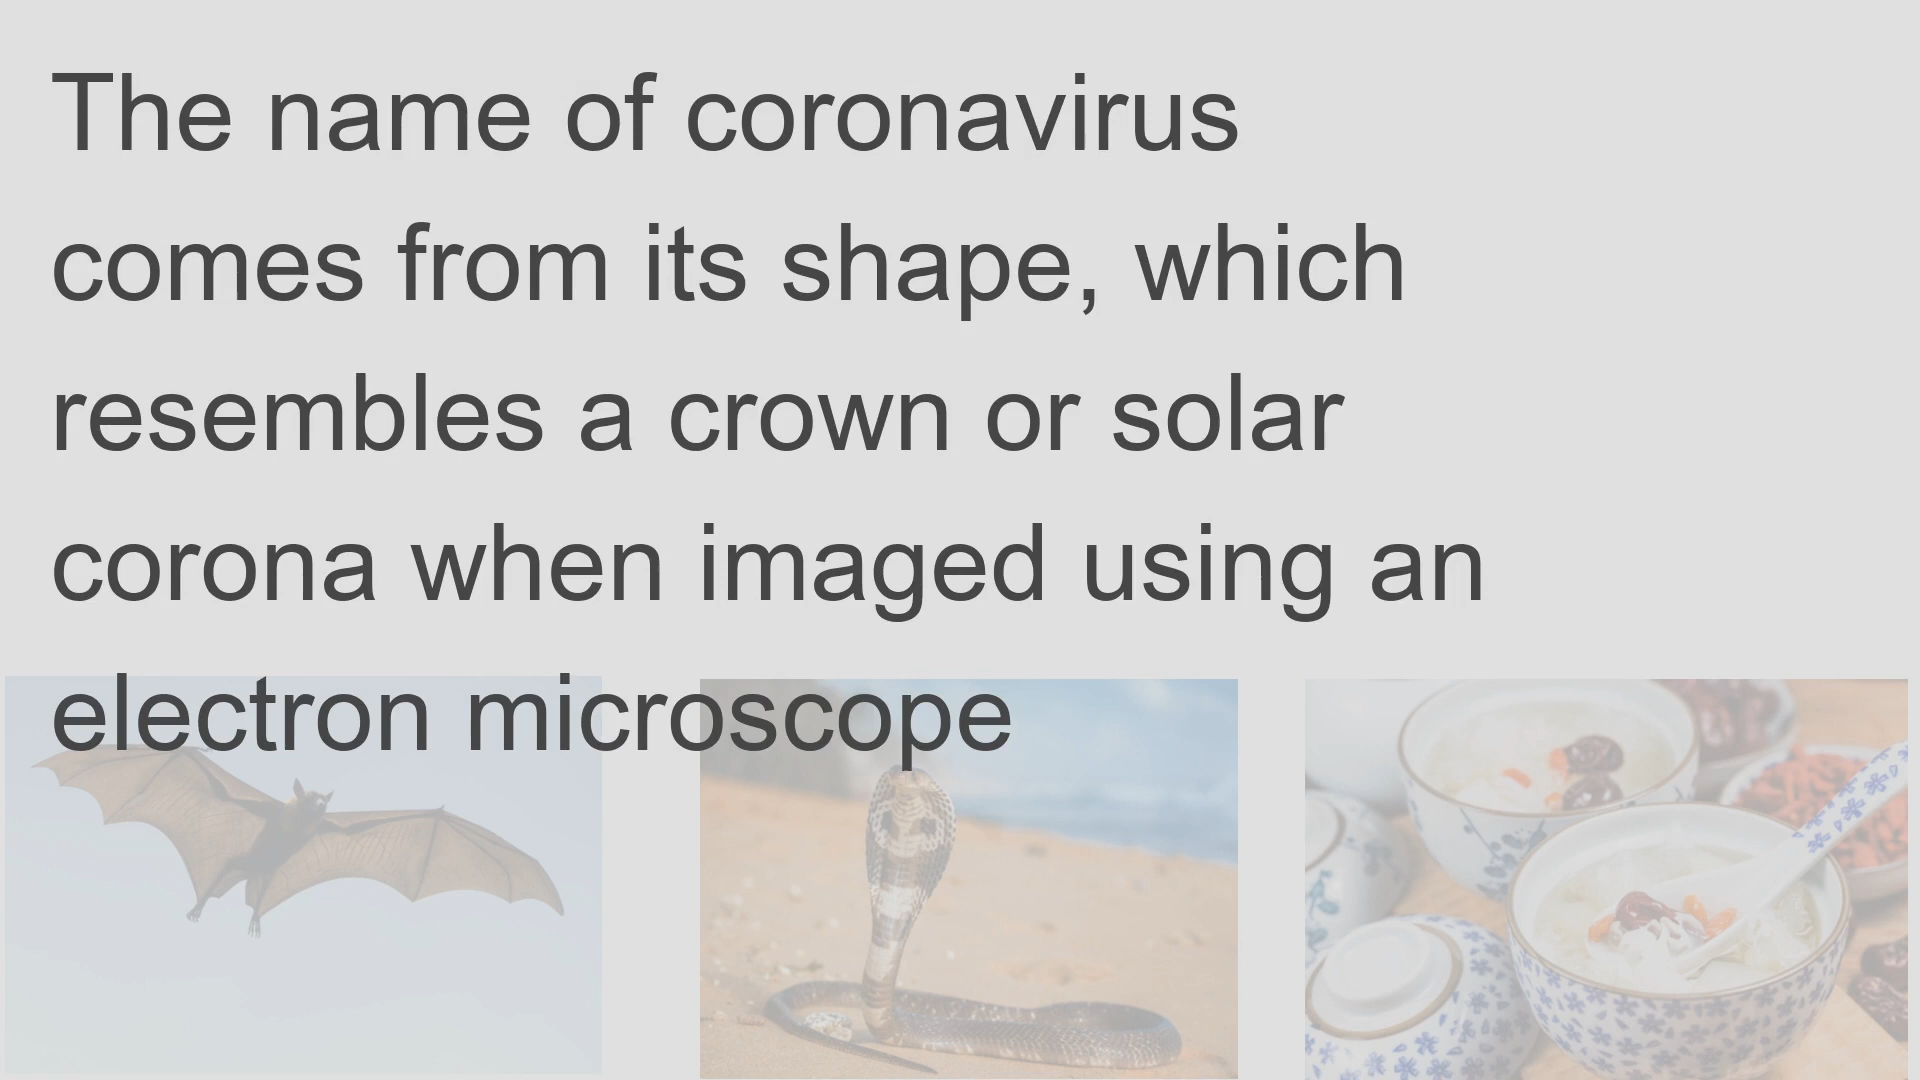 The name of coronavirus
comes from its shape, which
resembles a crown or solar
corona when imaged using an
electron microscope